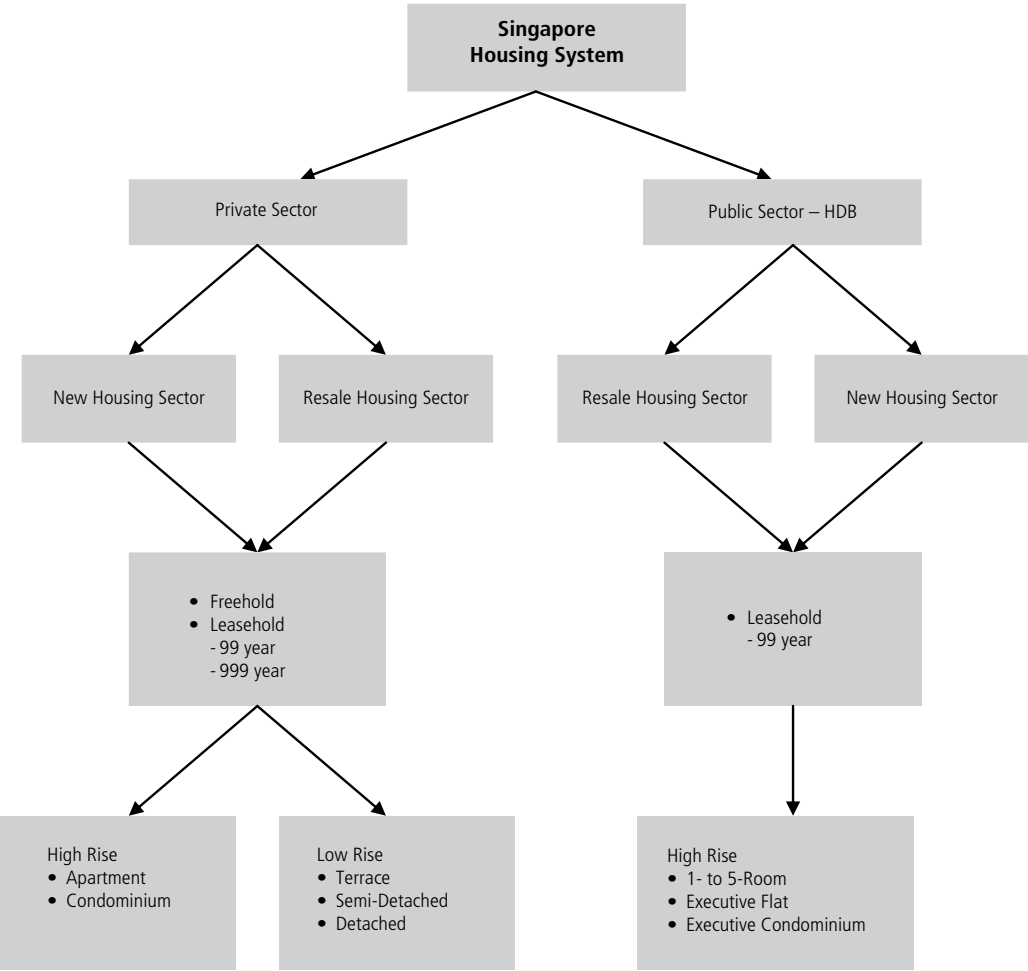 Singapore
Housing System
Private Sector
Public Sector – HDB
New Housing Sector
Resale Housing Sector
Resale Housing Sector
New Housing Sector
• Freehold
• Leasehold
- 99 year
- 999 year
• Leasehold
- 99 year
High Rise
• Apartment
• Condominium
Low Rise
• Terrace
• Semi-Detached
• Detached
High Rise
• 1- to 5-Room
• Executive Flat
• Executive Condominium